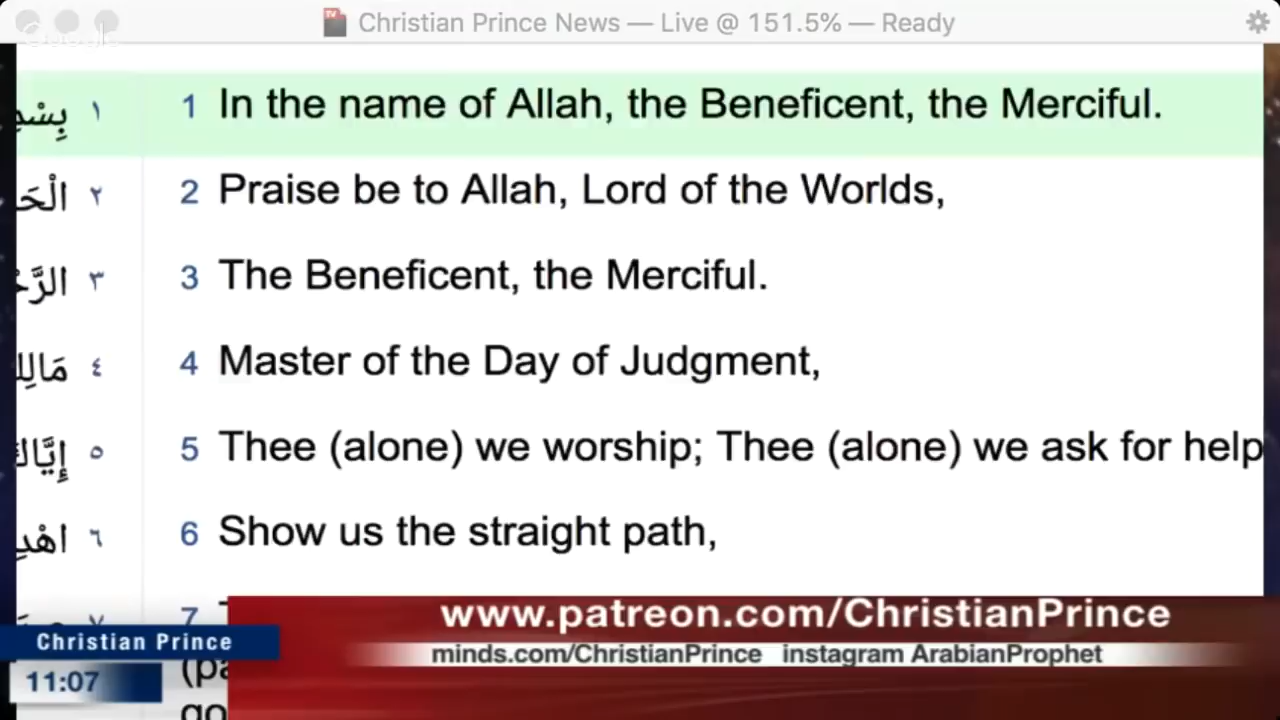 Christian Prince News — Live @ 151.5% — Ready
Google
١ 1 In the name of Allah, the Beneficent, the Merciful.
٢ 2 Praise be to Allah, Lord of the Worlds,
٣ 3 The Beneficent, the Merciful.
٤ 4 Master of the Day of Judgment,
٥ 5 Thee (alone) we worship; Thee (alone) we ask for help
٦ 6 Show us the straight path,
٧ 7
www.patreon.com/ChristianPrince
Christian Prince
minds.com/ChristianPrince instagram ArabianProphet
11:07